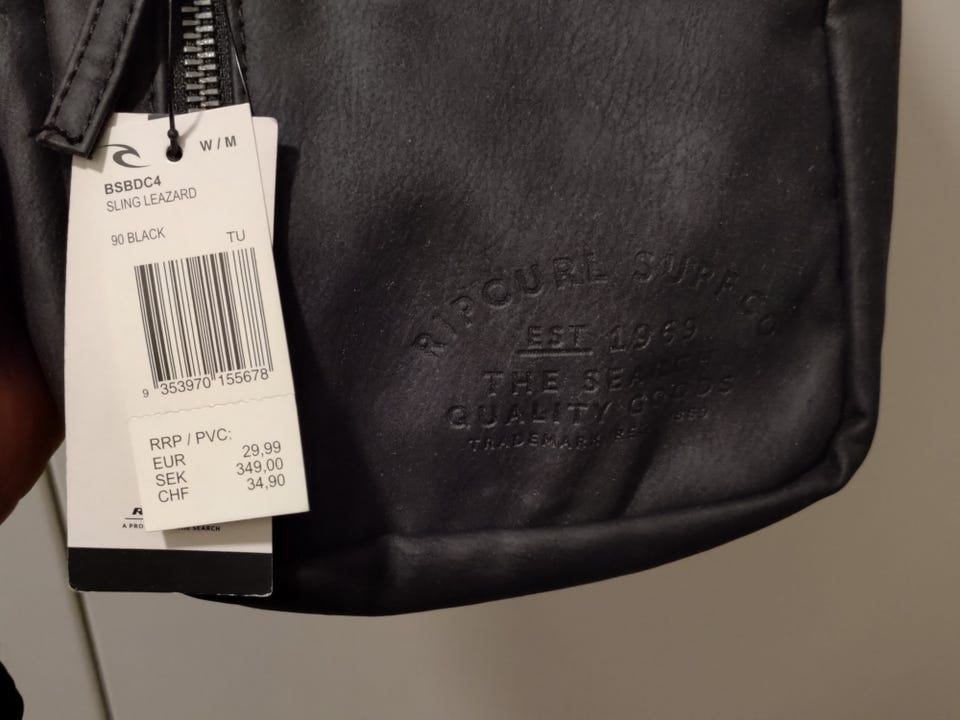 W / M
BSBDC4
SLING LEAZARD
90 BLACK TU
9 353970 155678
RRP / PVC:
EUR 29,99
SEK 349,00
CHF 34,90
SEARCH
RIPCURL SURF CO
EST 1969
THE
QUALITY GOODS
TRADEMARK